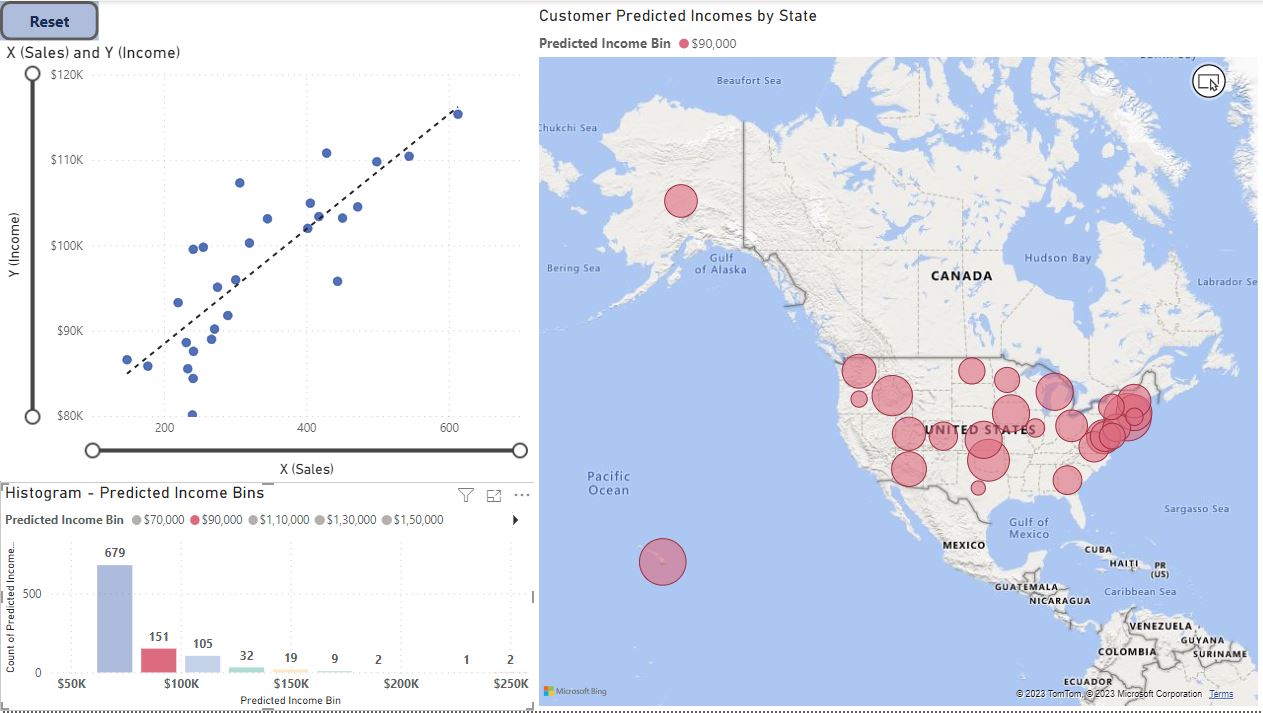 Reset
X (Sales) and Y (Income)
$120K
$110K
$100K
$90K
$80K
Y (Income)
200
400
600
X (Sales)
Histogram - Predicted Income Bins
Predicted Income Bin $70,000 $90,000 $1,10,000 $1,30,000 $1,50,000
Count of Predicted Income...
500
0
679
151
105
32
19
9
2
1
2
$50K
$100K
$150K
$200K
$250K
Predicted Income Bin
Customer Predicted Incomes by State
Predicted Income Bin $90,000
Beaufort Sea
Chukchi Sea
Bering Sea
Gulf
of Alaska
CANADA
Hudson Bay
Labrador Se
UNITED STATES
Pacific
Ocean
Sargasso Sea
Gulf of
Mexico
MEXICO
CUBA
HAITI
PR
(US)
GUATEMALA
Caribbean Sea
NICARAGUA
VENEZUELA
GUYANA
COLOMBIA
SURINAME
ECUADOR
Microsoft Bing
© 2023 TomTom, © 2023 Microsoft Corporation Terms